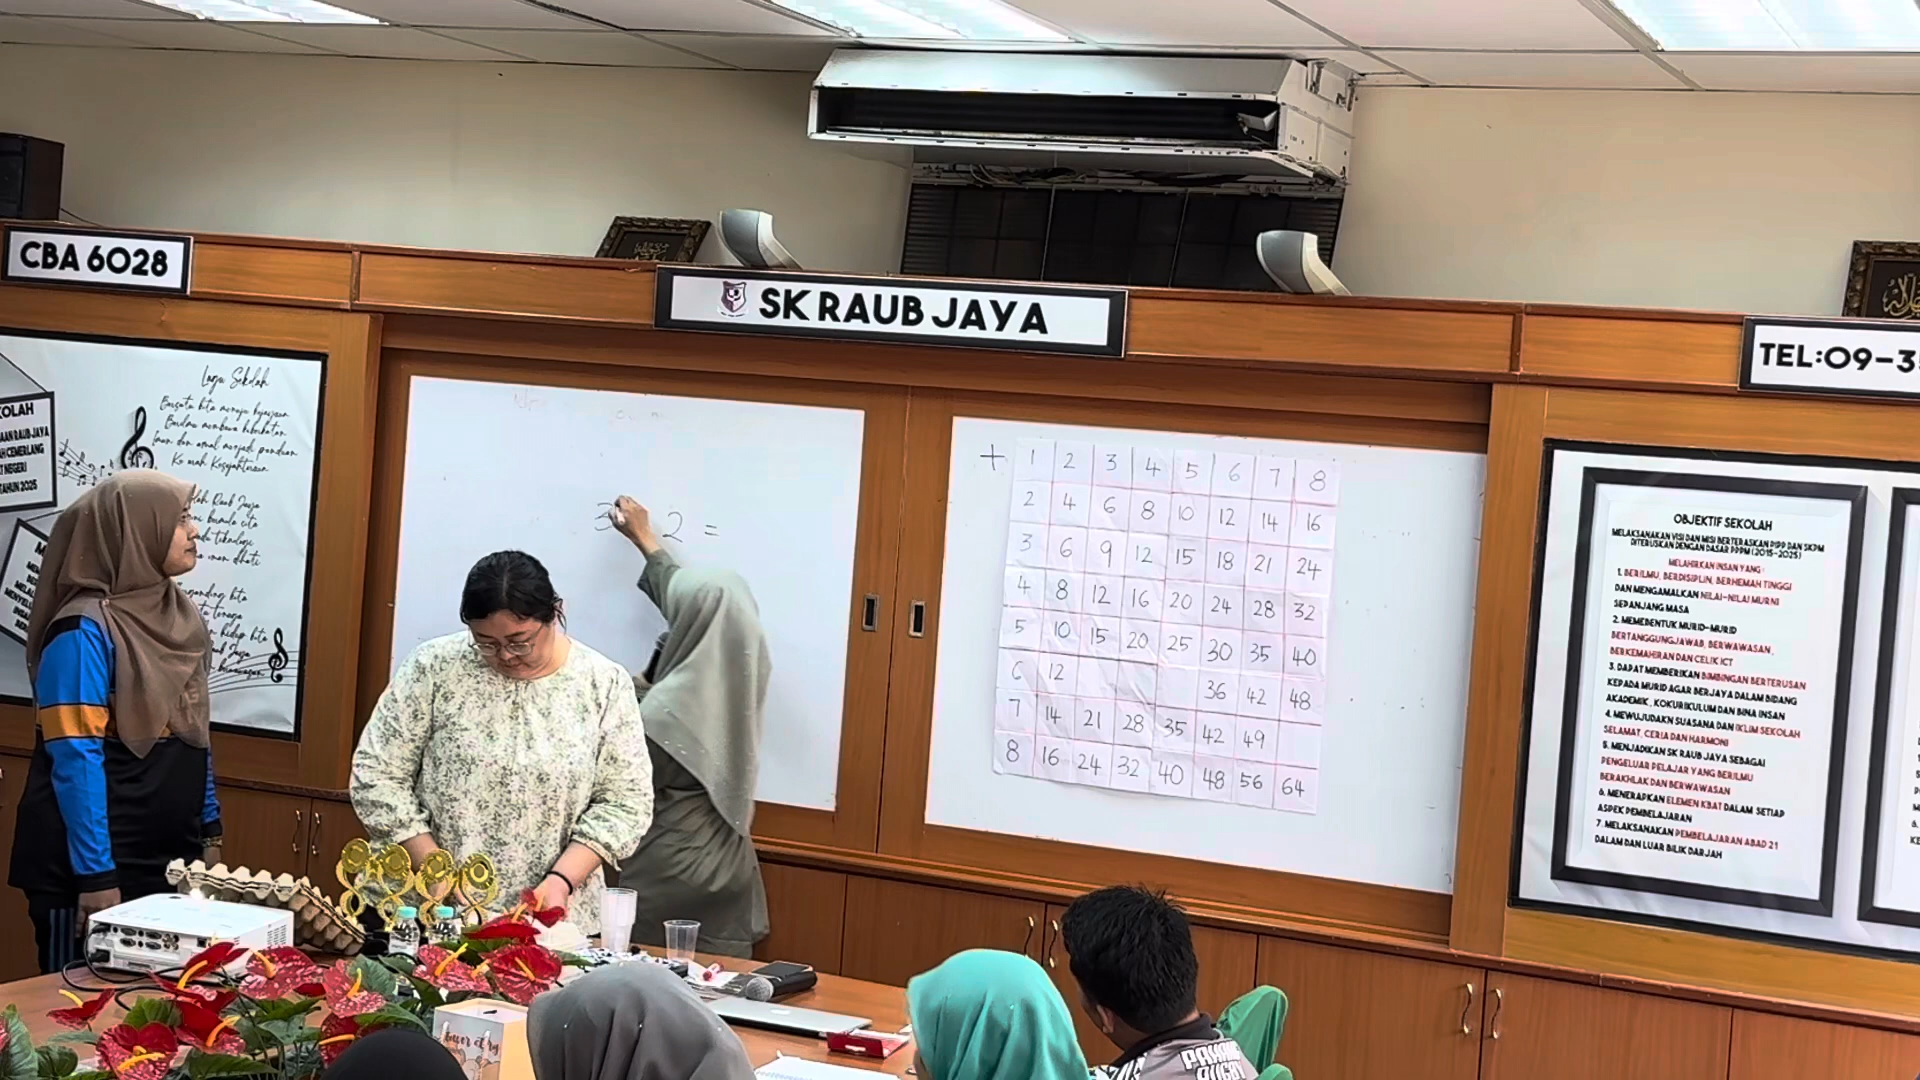 CBA 6028
SK RAUB JAYA
TEL:09-3
Lagu Sekolah
KOLAH
TAHUN 2025
3 2 =
+ 1 2 3 4 5 6 7 8
2 4 6 8 10 12 14 16
3 6 9 12 15 18 21 24
4 8 12 16 20 24 28 32
5 10 15 20 25 30 35 40
6 12 36 42 48
7 14 21 28 35 42 49
8 16 24 32 40 48 56 64
OBJEKTIF SEKOLAH
MELAKSANAKAN VISI DAN MISI BERTERASKAN PIPP DAN SKPM
DITERUSKAN DENGAN DASAR PPPM (2015-2025)
MELAHIRKAN INSAN YANG:
1. BERILMU, BERDISIPLIN, BERHEMAH TINGGI
DAN MENGAMALKAN NILAI-NILAI MURNI
SEPANJANG MASA
2. MEMEBENTUK MURID-MURID
BERTANGGUNGJAWAB, BERWAWASAN,
BERKEMAHIRAN DAN CELIK ICT
3. DAPAT MEMBERIKAN BIMBINGAN BERTERUSAN
KEPADA MURID AGAR BERJAYA DALAM BIDANG
AKADEMIK, KOKURIKULUM DAN BINA INSAN
4. MEWUJUDAKN SUASANA DAN IKLIM SEKOLAH
SELAMAT, CERIA DAN HARMONI
5. MENJADIKAN SK RAUB JAYA SEBAGAI
PENGELUAR PELAJAR YANG BERILMU
BERAKHLAK DAN BERWAWASAN
6. MENERAPKAN ELEMEN KBAT DALAM SETIAP
ASPEK PEMBELAJARAN
7. MELAKSANAKAN PEMBELAJARAN ABAD 21
DALAM DAN LUAR BILIK DARJAH
PAHANG
RUGBY